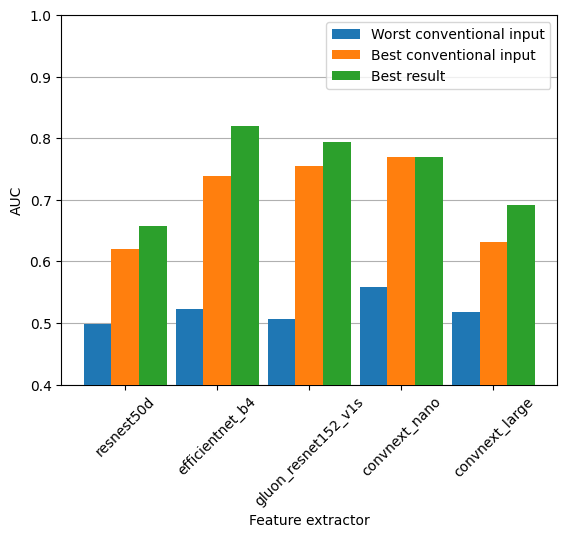 1.0
0.9
0.8
0.7
0.6
0.5
0.4
AUC
Worst conventional input
Best conventional input
Best result
resnest50d
efficientnet_b4
gluon_resnet152_v1s
convnext_nano
convnext_large
Feature extractor